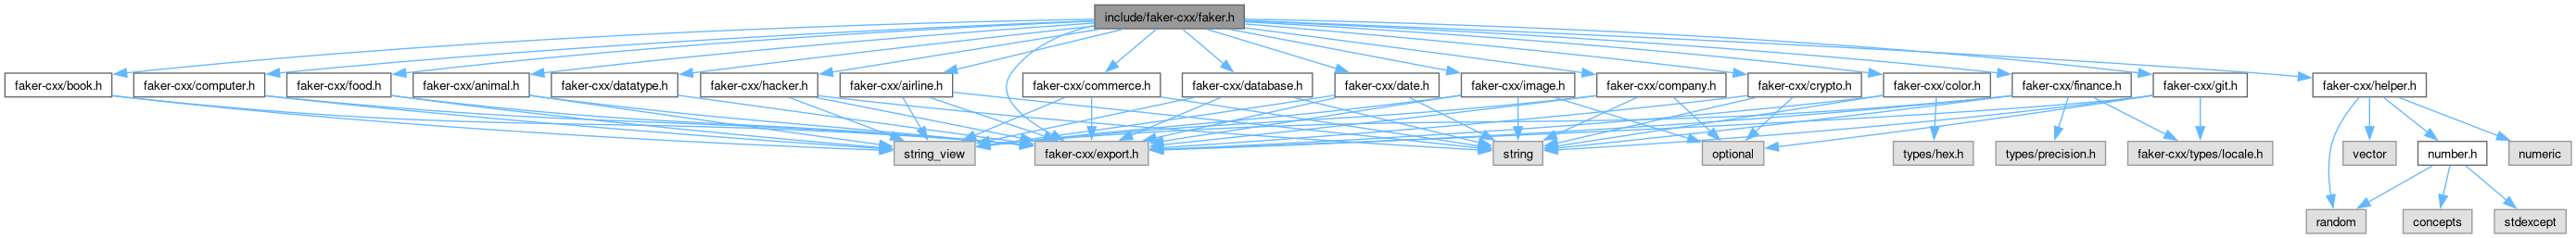 include/faker-cxx/faker.h
faker-cxx/book.h
faker-cxx/computer.h
faker-cxx/food.h
faker-cxx/animal.h
faker-cxx/datatype.h
faker-cxx/hacker.h
faker-cxx/airline.h
faker-cxx/commerce.h
faker-cxx/database.h
faker-cxx/date.h
faker-cxx/image.h
faker-cxx/company.h
faker-cxx/crypto.h
faker-cxx/color.h
faker-cxx/finance.h
faker-cxx/git.h
faker-cxx/helper.h
string_view
faker-cxx/export.h
string
optional
types/hex.h
types/precision.h
faker-cxx/types/locale.h
vector
number.h
numeric
random
concepts
stdexcept